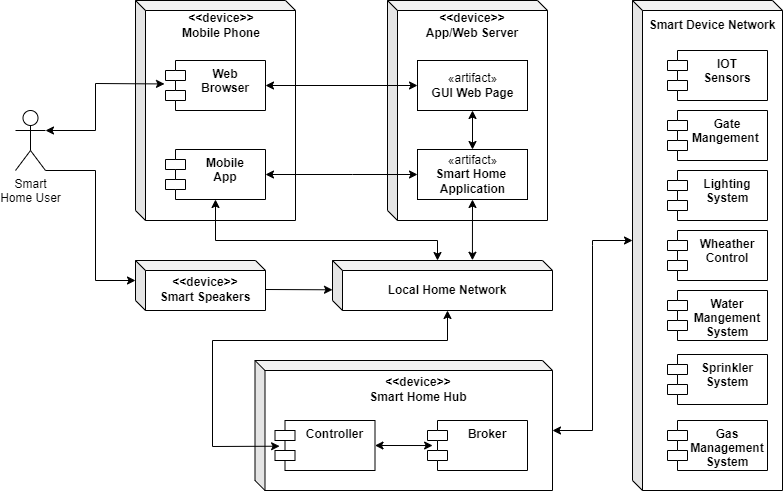 <<device>>
Mobile Phone
Web
Browser
Mobile
App
<<device>>
App/Web Server
«artifact»
GUI Web Page
«artifact»
Smart Home
Application
Smart
Home User
<<device>>
Smart Speakers
Local Home Network
<<device>>
Smart Home Hub
Controller
Broker
Smart Device Network
IOT
Sensors
Gate
Mangement
Lighting
System
Wheather
Control
Water
Mangement
System
Sprinkler
System
Gas
Management
System